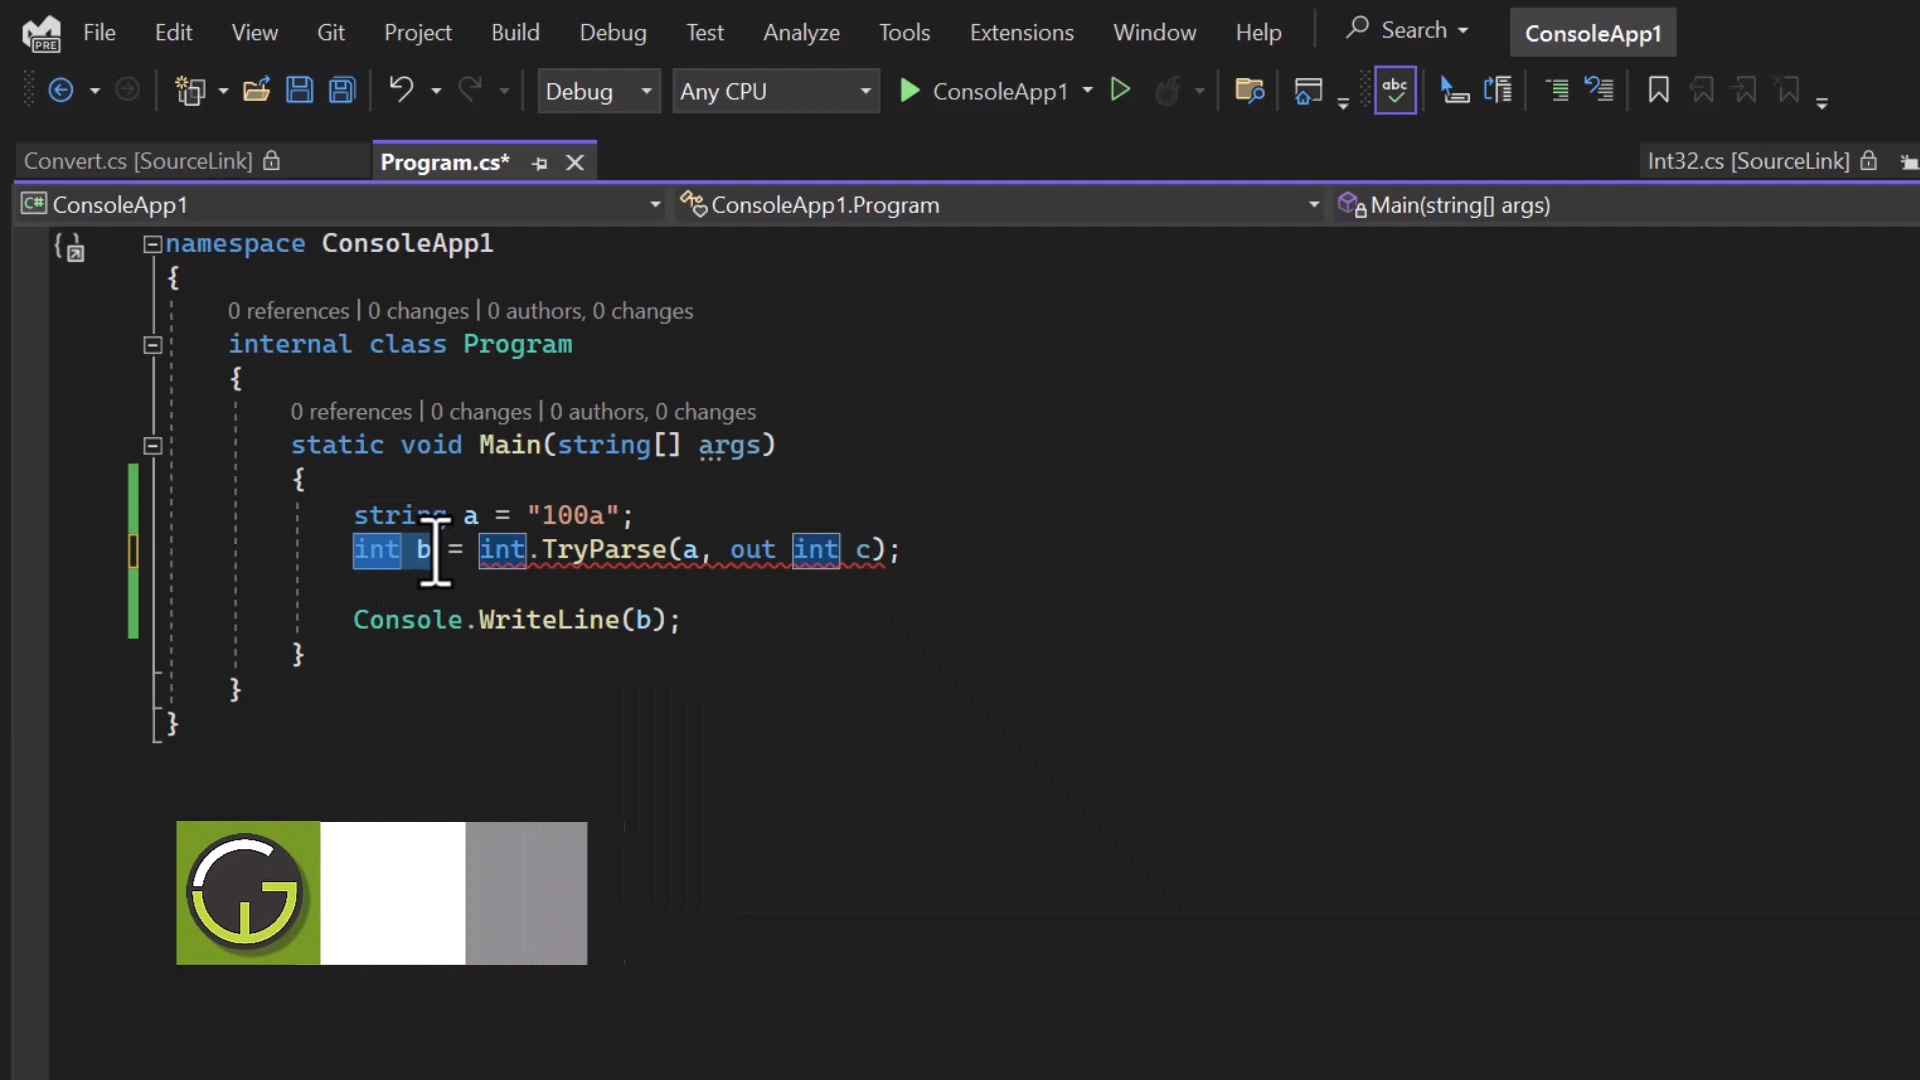 File Edit View Git Project Build Debug Test Analyze Tools Extensions Window Help Search ConsoleApp1
PRE
Debug Any CPU ConsoleApp1 abc
Convert.cs [SourceLink] Program.cs* Int32.cs [SourceLink]
C# ConsoleApp1 ConsoleApp1.Program Main(string[] args)
namespace ConsoleApp1
{
0 references | 0 changes | 0 authors, 0 changes
internal class Program
{
0 references | 0 changes | 0 authors, 0 changes
static void Main(string[] args)
{
string a = "100a";
int b = int.TryParse(a, out int c);
Console.WriteLine(b);
}
}
}